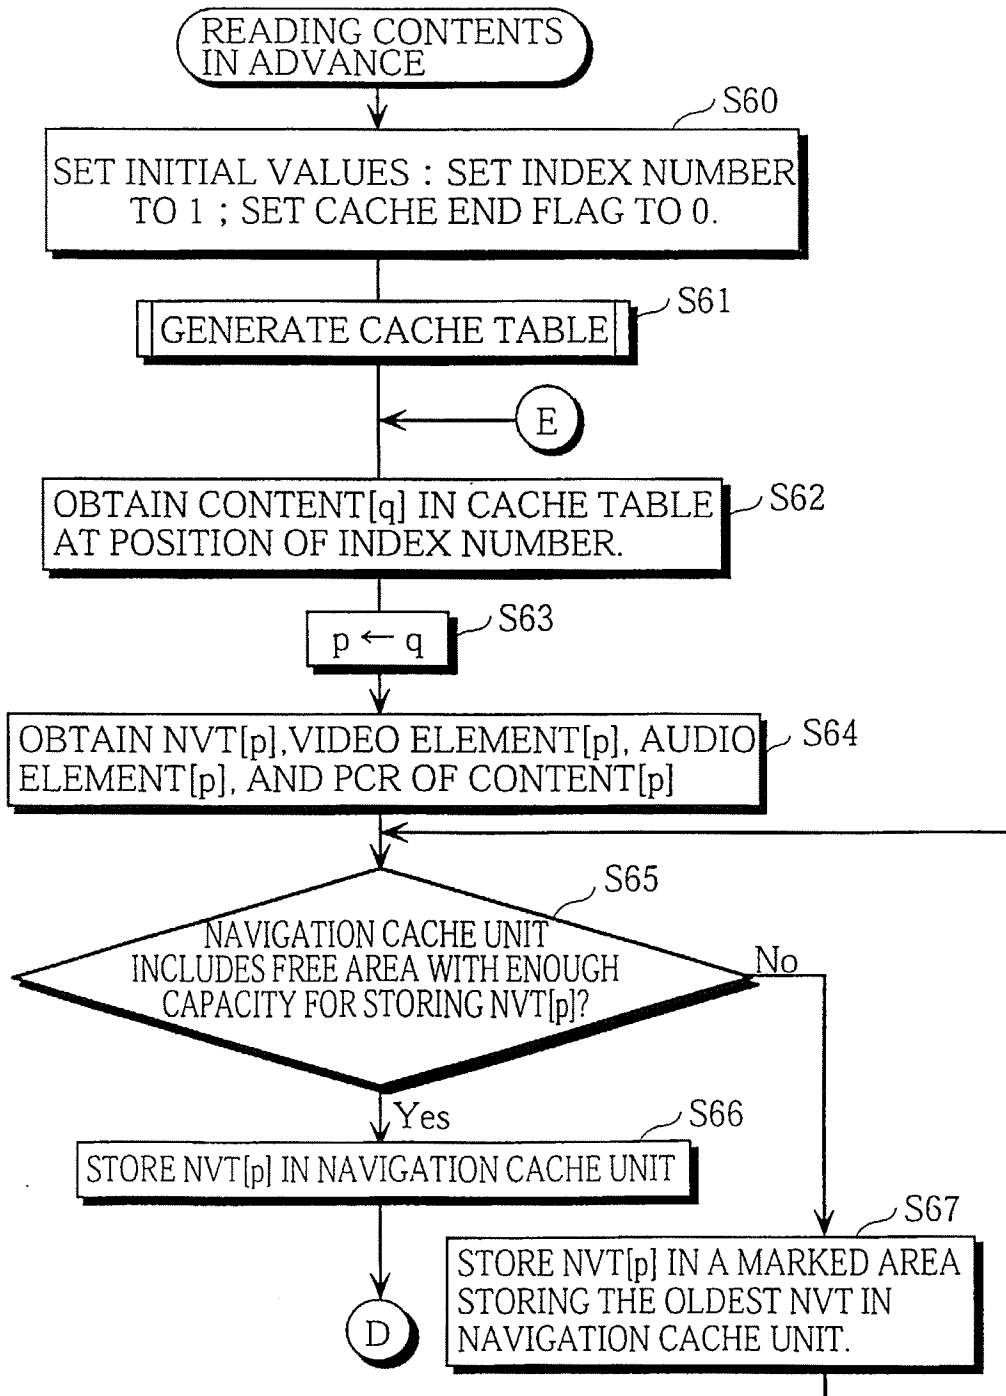 READING CONTENTS
IN ADVANCE
S60
SET INITIAL VALUES : SET INDEX NUMBER
TO 1 ; SET CACHE END FLAG TO 0.
S61
GENERATE CACHE TABLE
E
S62
OBTAIN CONTENT[q] IN CACHE TABLE
AT POSITION OF INDEX NUMBER.
S63
p ← q
S64
OBTAIN NVT[p],VIDEO ELEMENT[p], AUDIO
ELEMENT[p], AND PCR OF CONTENT[p]
S65
NAVIGATION CACHE UNIT
INCLUDES FREE AREA WITH ENOUGH
CAPACITY FOR STORING NVT[p]?
No
Yes
S66
STORE NVT[p] IN NAVIGATION CACHE UNIT
S67
STORE NVT[p] IN A MARKED AREA
STORING THE OLDEST NVT IN
NAVIGATION CACHE UNIT.
D